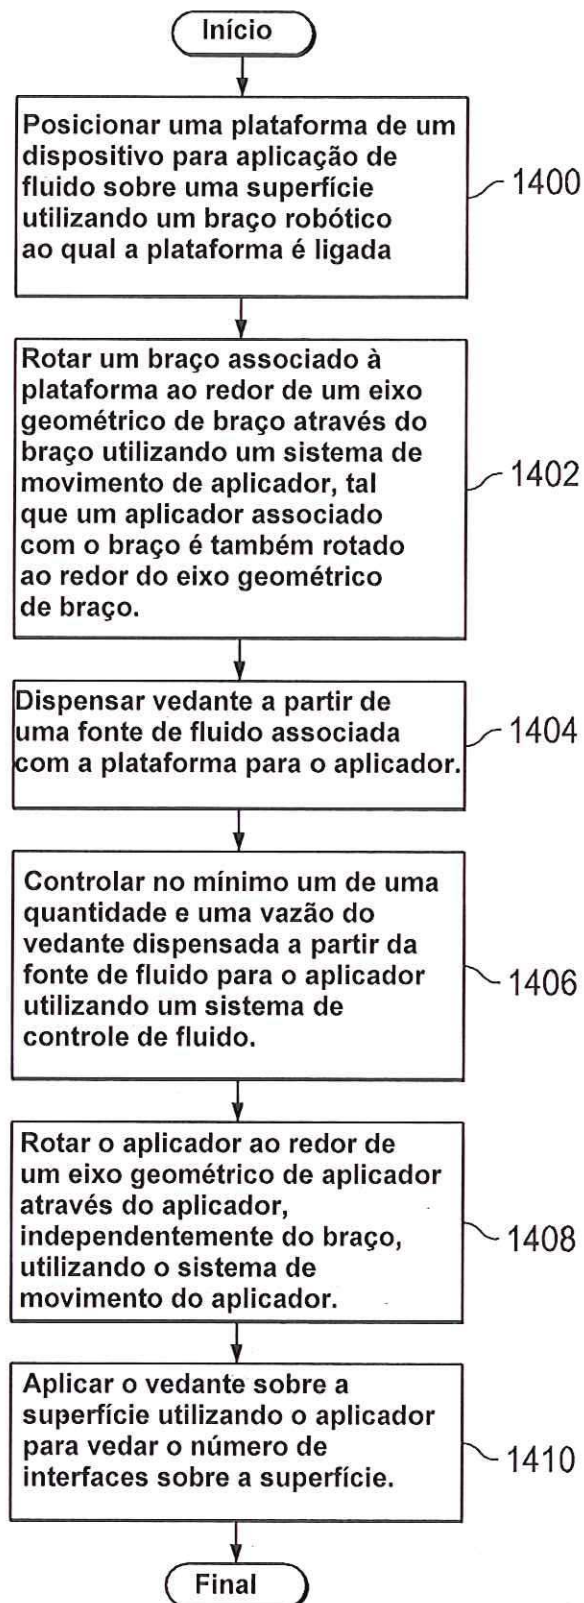 Início
Posicionar uma plataforma de um
dispositivo para aplicação de
fluido sobre uma superfície
utilizando um braço robótico
ao qual a plataforma é ligada
1400
Rotar um braço associado à
plataforma ao redor de um eixo
geométrico de braço através do
braço utilizando um sistema de
movimento de aplicador, tal
que um aplicador associado
com o braço é também rotado
ao redor do eixo geométrico
de braço.
1402
Dispensar vedante a partir de
uma fonte de fluido associada
com a plataforma para o aplicador.
1404
Controlar no mínimo um de uma
quantidade e uma vazão do
vedante dispensada a partir da
fonte de fluido para o aplicador
utilizando um sistema de
controle de fluido.
1406
Rotar o aplicador ao redor de
um eixo geométrico de aplicador
através do aplicador,
independentemente do braço,
utilizando o sistema de
movimento do aplicador.
1408
Aplicar o vedante sobre a
superfície utilizando o aplicador
para vedar o número de
interfaces sobre a superfície.
1410
Final